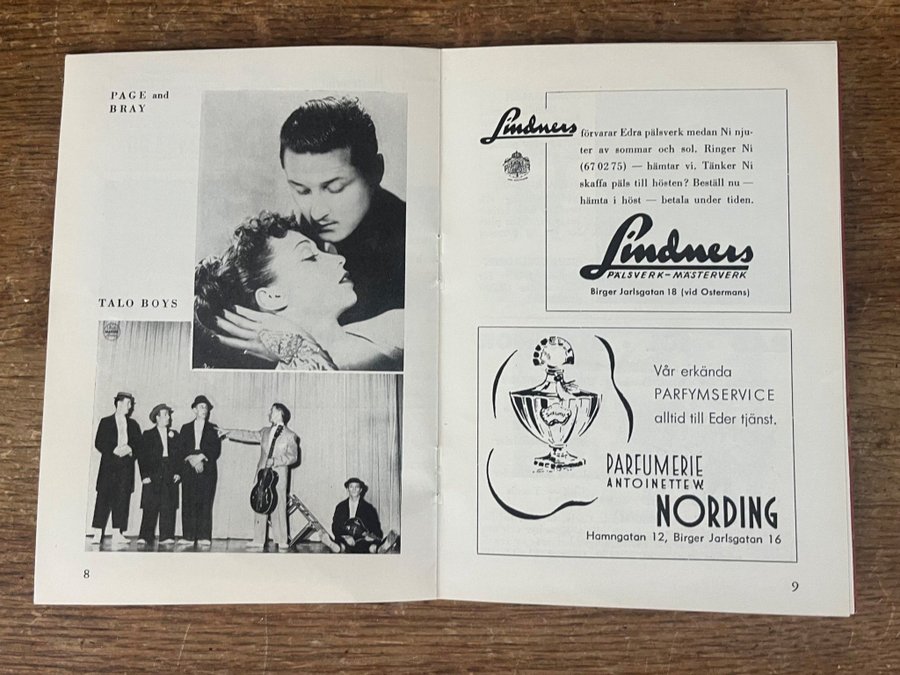 PAGE and
BRAY
TALO BOYS
8
Lindners
förvarar Edra pälsverk medan Ni nju-
ter av sommar och sol. Ringer Ni
(67 02 75) — hämtar vi. Tänker Ni
skaffa päls till hösten? Beställ nu —
hämta i höst — betala under tiden.
Lindners
PÄLSVERK-MÄSTERVERK
Birger Jarlsgatan 18 (vid Ostermans)
Vår erkända
PARFYMSERVICE
alltid till Eder tjänst.
PARFUMERIE
ANTOINETTE W.
NORDING
Hamngatan 12, Birger Jarlsgatan 16
9